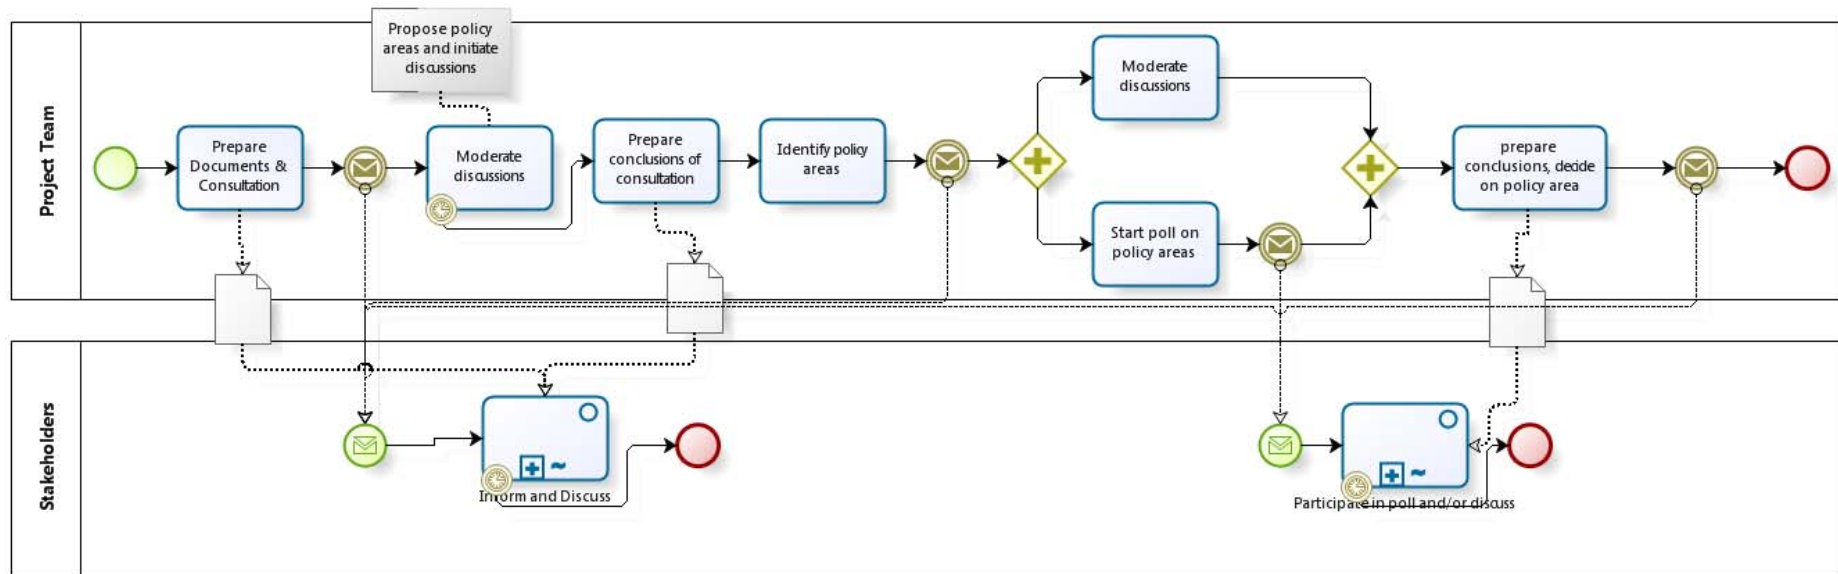 Project Team
Propose policy
areas and initiate
discussions
Prepare
Documents &
Consultation
Moderate
discussions
Prepare
conclusions of
consultation
Identify policy
areas
Moderate
discussions
Start poll on
policy areas
prepare
conclusions, decide
on policy area
Stakeholders
Inform and Discuss
Participate in poll and/or discuss